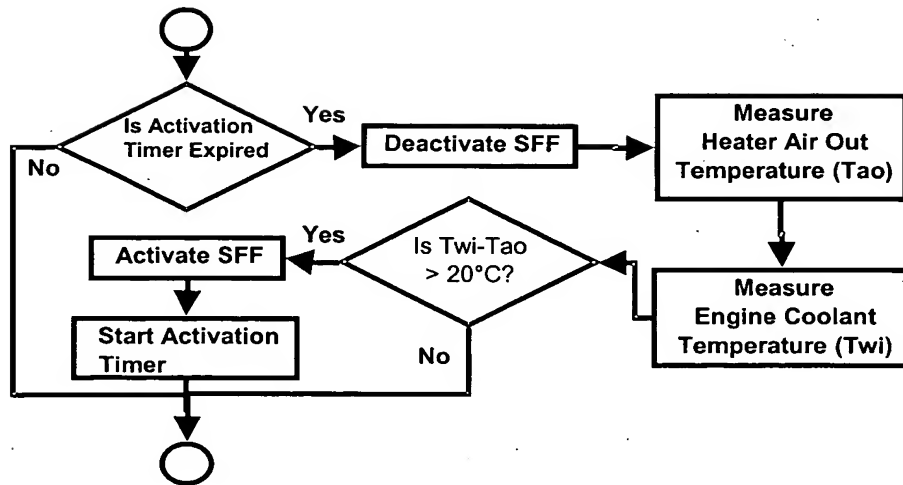 Is Activation
Timer Expired
Yes
No
Deactivate SFF
Measure
Heater Air Out
Temperature (Tao)
Measure
Engine Coolant
Temperature (Twi)
Is Twi-Tao
> 20°C?
Yes
No
Activate SFF
Start Activation
Timer